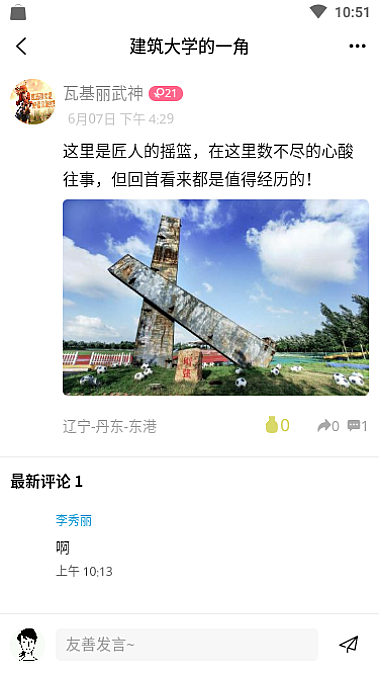 10:51
建筑大学的一角
瓦基丽武神 21
6月07日 下午 4:29
这里是匠人的摇篮，在这里数不尽的心酸
往事，但回首看来都是值得经历的！
辽宁-丹东-东港
0
0
1
最新评论 1
李秀丽
啊
上午 10:13
友善发言~